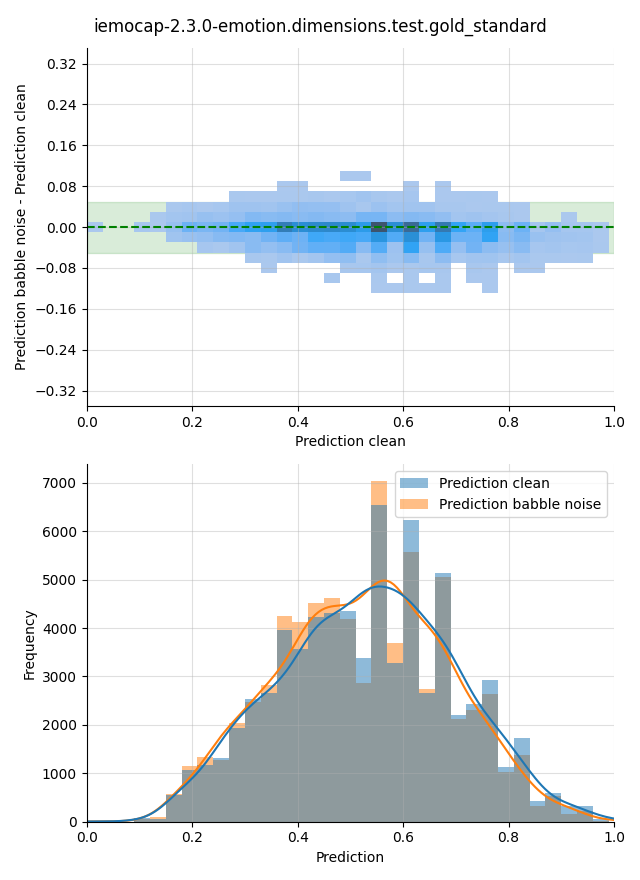 iemocap-2.3.0-emotion.dimensions.test.gold_standard
Prediction babble noise - Prediction clean
0.32
0.24
0.16
0.08
0.00
−0.08
−0.16
−0.24
−0.32
0.0 0.2 0.4 0.6 0.8 1.0
Prediction clean
Frequency
7000
6000
5000
4000
3000
2000
1000
0
Prediction clean
Prediction babble noise
0.0 0.2 0.4 0.6 0.8 1.0
Prediction